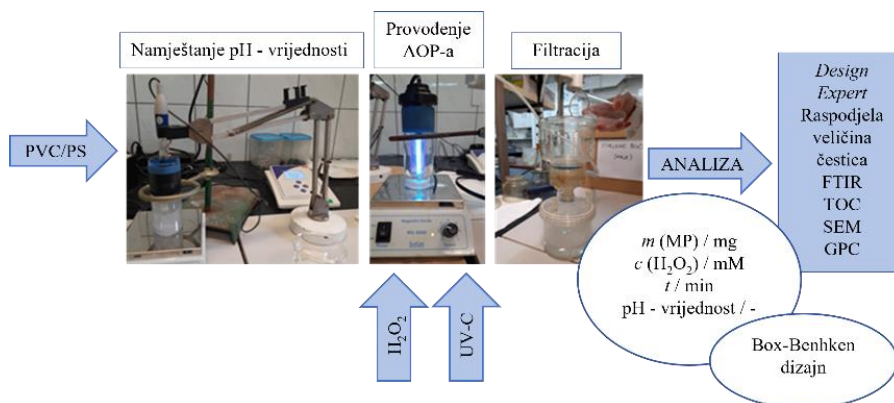 Namještanje pH - vrijednosti
Provođenje
AOP-a
Filtracija
PVC/PS
H₂O₂
UV-C
ANALIZA
Design
Expert
Raspodjela
veličina
čestica
FTIR
TOC
SEM
GPC
m (MP) / mg
c (H₂O₂) / mM
t / min
pH - vrijednost / -
Box-Benhken
dizajn